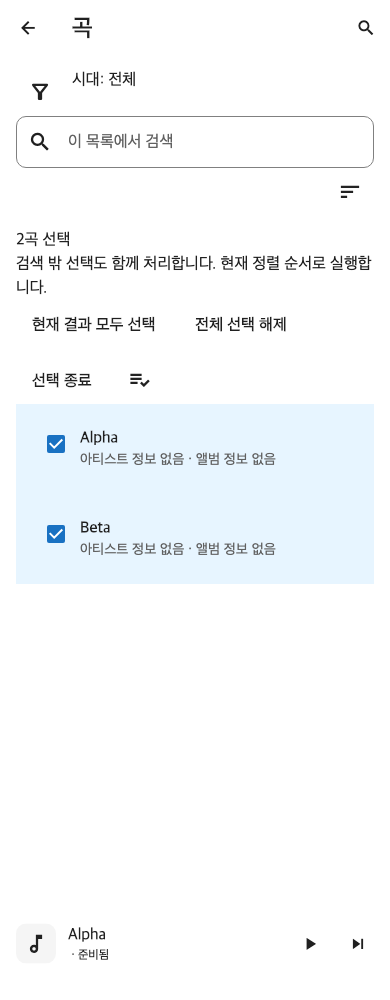 곡
시대: 전체
이 목록에서 검색
2곡 선택
검색 밖 선택도 함께 처리합니다. 현재 정렬 순서로 실행합
니다.
현재 결과 모두 선택 전체 선택 해제
선택 종료
Alpha
아티스트 정보 없음 · 앨범 정보 없음
Beta
아티스트 정보 없음 · 앨범 정보 없음
Alpha
· 준비됨